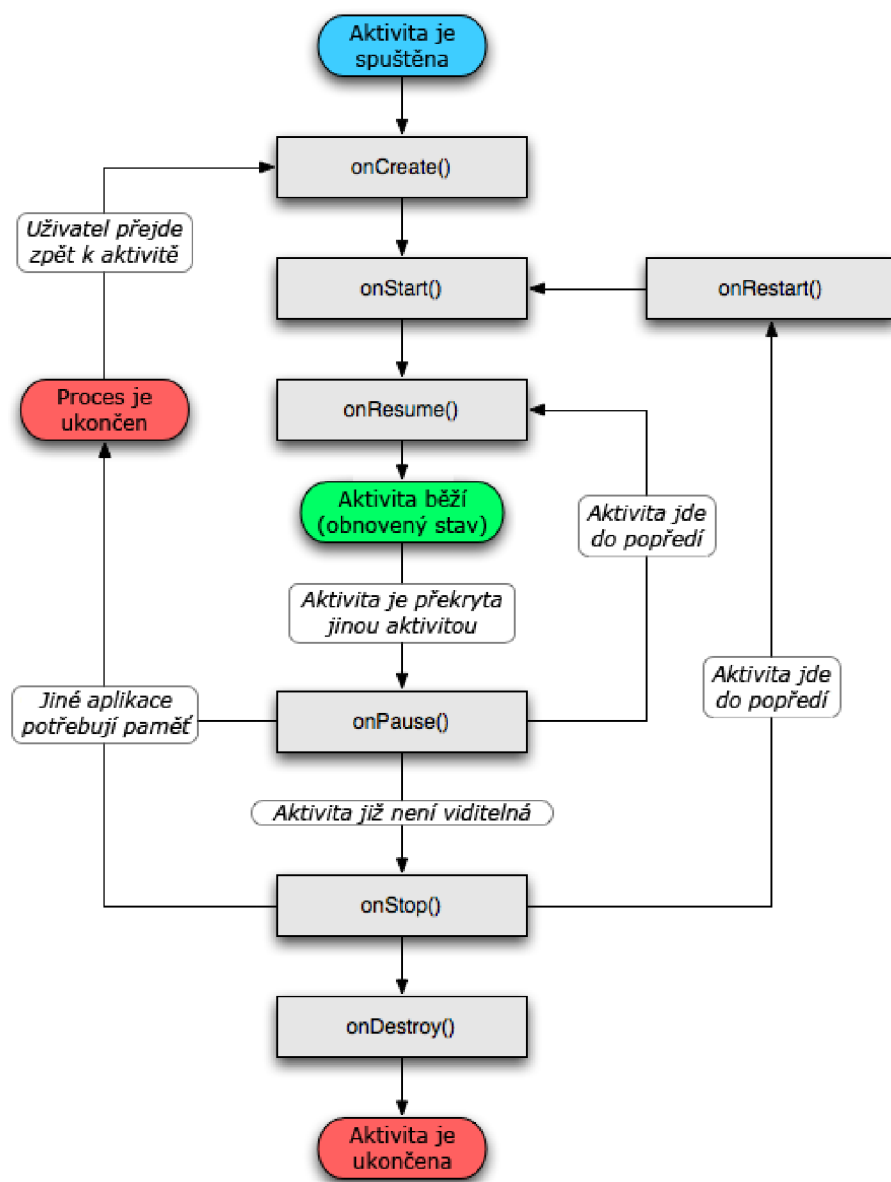 Aktivita je
spuštěna
onCreate()
Uživatel přejde
zpět k aktivitě
onStart()
onRestart()
Proces je
ukončen
onResume()
Aktivita běží
(obnovený stav)
Aktivita jde
do popředí
Aktivita je překryta
jinou aktivitou
Aktivita jde
do popředí
Jiné aplikace
potřebují paměť
onPause()
Aktivita již není viditelná
onStop()
onDestroy()
Aktivita je
ukončena